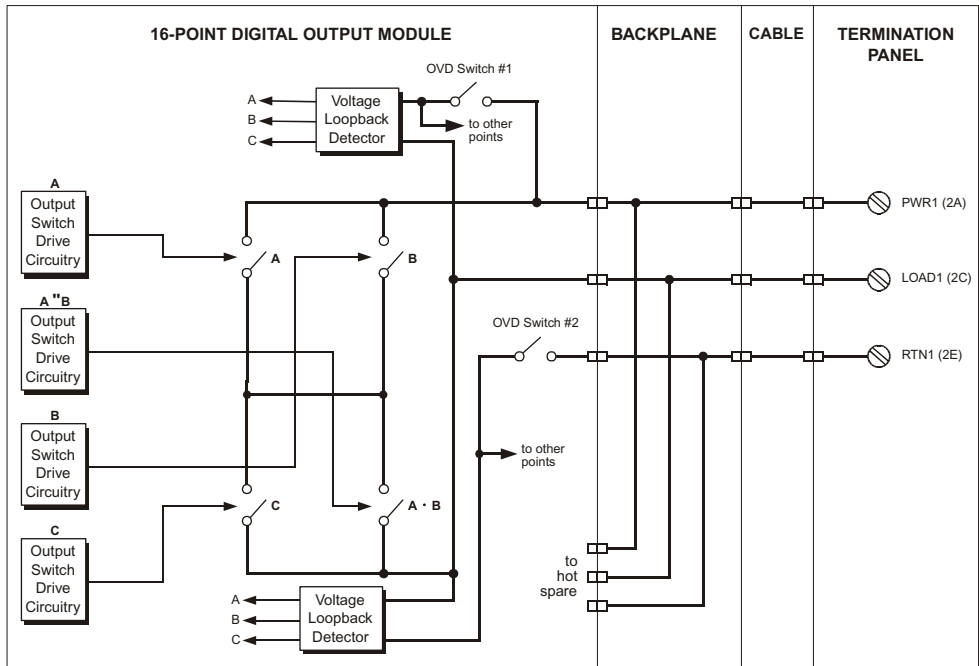 16-POINT DIGITAL OUTPUT MODULE
BACKPLANE
CABLE
TERMINATION
PANEL
OVD Switch #1
A
B
C
Voltage
Loopback
Detector
to other
points
A
Output
Switch
Drive
Circuitry
A
B
PWR1 (2A)
A "B
Output
Switch
Drive
Circuitry
LOAD1 (2C)
OVD Switch #2
RTN1 (2E)
B
Output
Switch
Drive
Circuitry
to other
points
C
A · B
C
Output
Switch
Drive
Circuitry
to
hot
spare
A
B
C
Voltage
Loopback
Detector